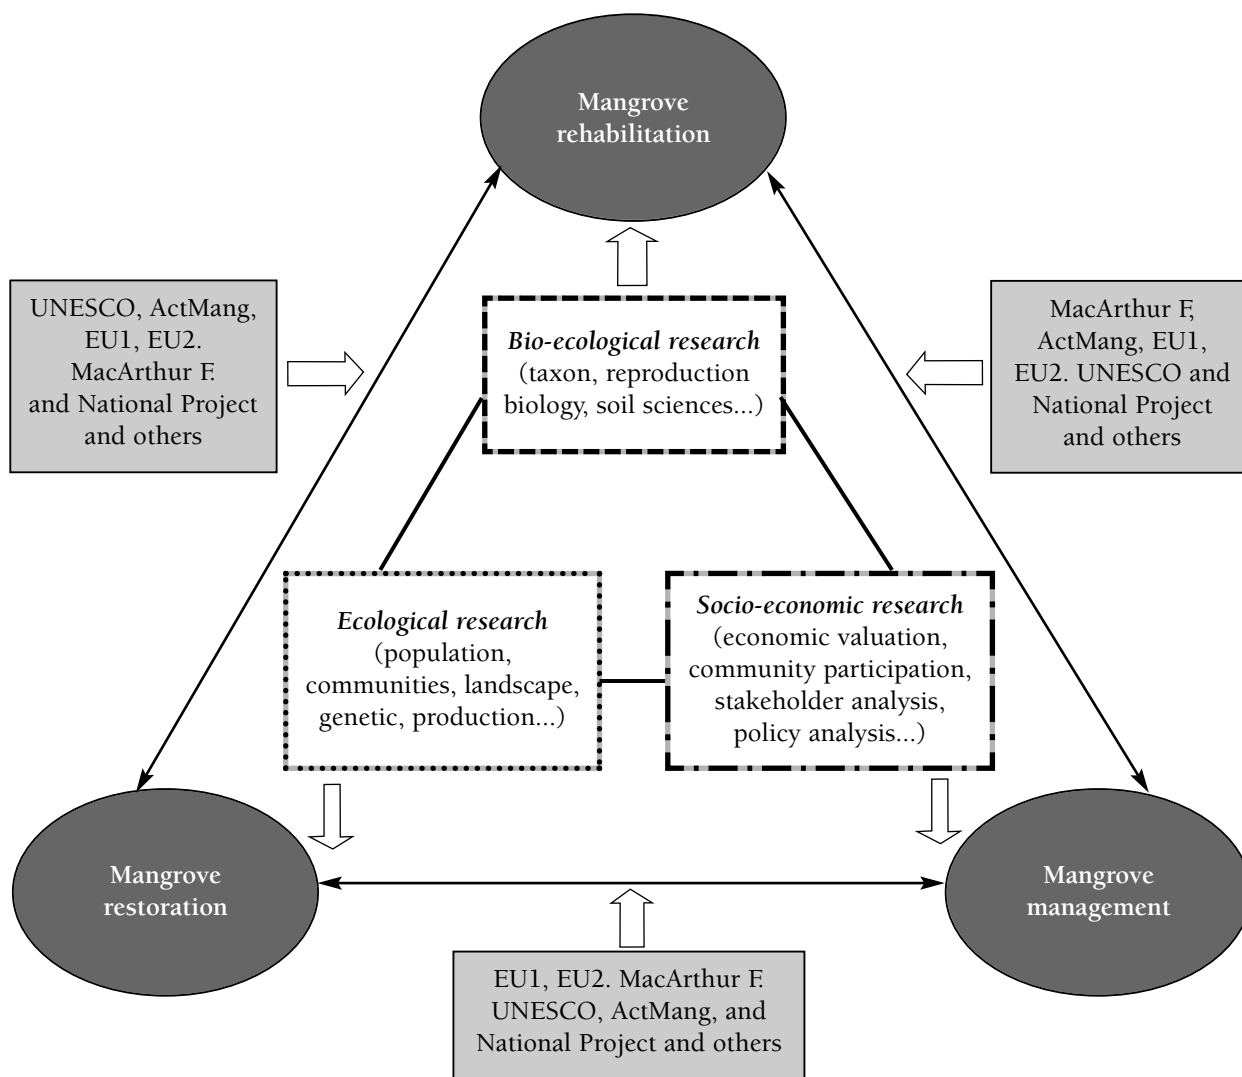 Mangrove
rehabilitation
UNESCO, ActMang,
EU1, EU2.
MacArthur F.
and National Project
and others
Bio-ecological research
(taxon, reproduction
biology, soil sciences...)
MacArthur F,
ActMang, EU1,
EU2. UNESCO and
National Project
and others
Ecological research
(population,
communities, landscape,
genetic, production...)
Socio-economic research
(economic valuation,
community participation,
stakeholder analysis,
policy analysis...)
Mangrove
restoration
Mangrove
management
EU1, EU2. MacArthur F.
UNESCO, ActMang, and
National Project and others